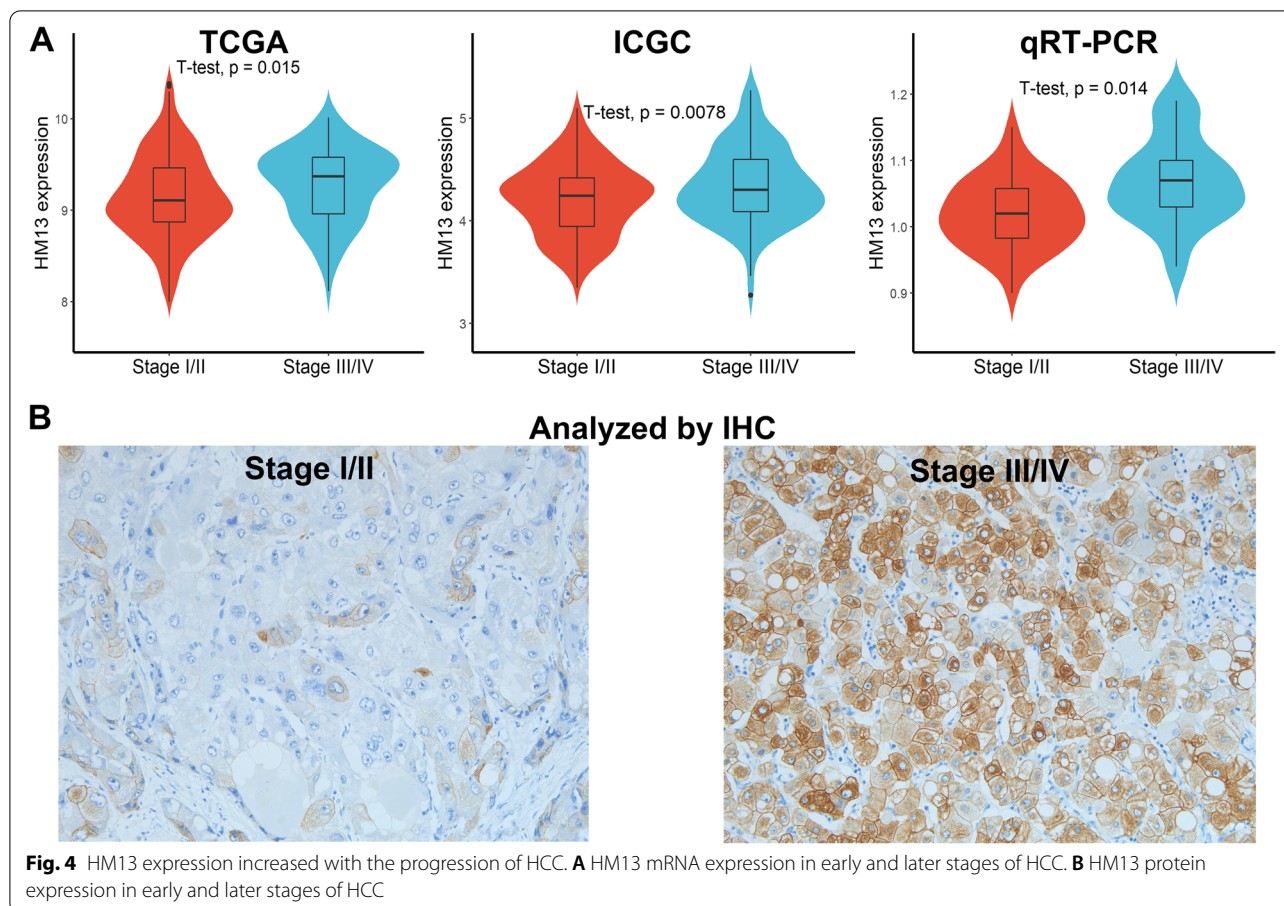 A
TCGA
T-test, p = 0.015
HM13 expression
10
9
8
Stage I/II
Stage III/IV
ICGC
T-test, p = 0.0078
HM13 expression
5
4
3
Stage I/II
Stage III/IV
qRT-PCR
T-test, p = 0.014
HM13 expression
1.2
1.1
1.0
0.9
Stage I/II
Stage III/IV
B
Analyzed by IHC
Stage I/II
Stage III/IV
Fig. 4 HM13 expression increased with the progression of HCC. A HM13 mRNA expression in early and later stages of HCC. B HM13 protein
expression in early and later stages of HCC